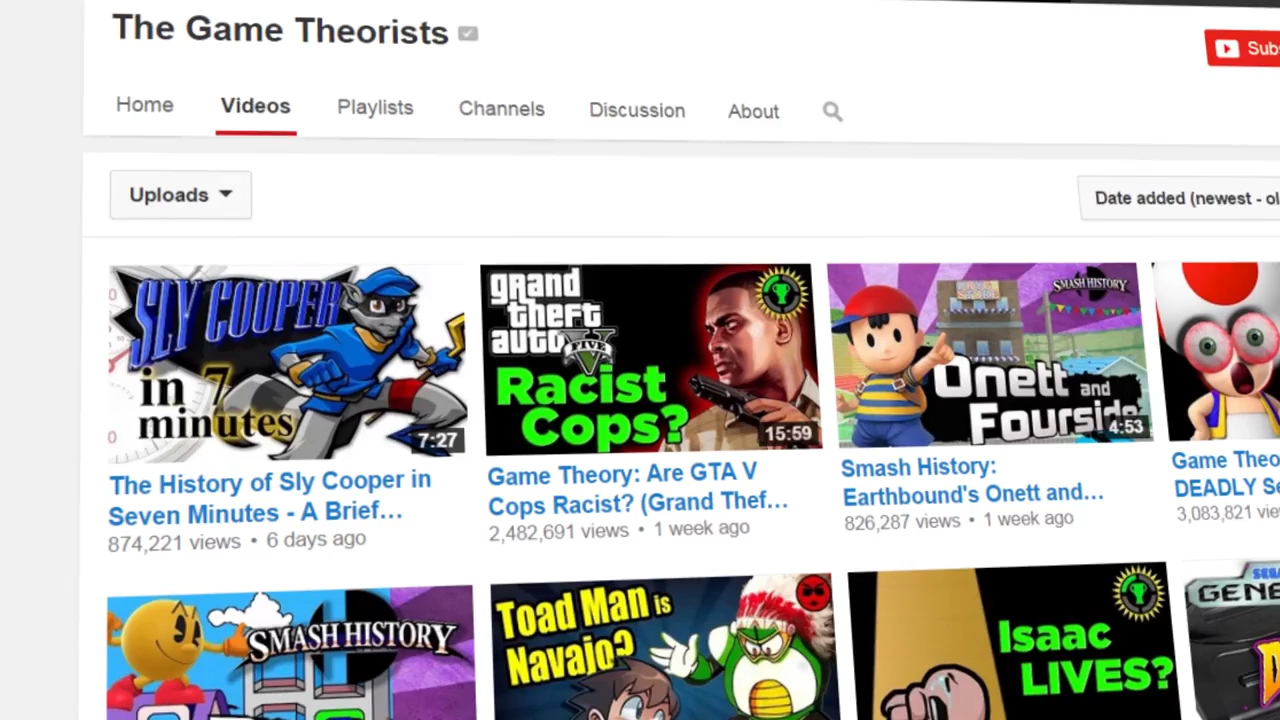 The Game Theorists
Subs
Home Videos Playlists Channels Discussion About
Uploads
Date added (newest - ol
SLY COOPER
in 7
minutes
7:27
grand
theft
auto
FIVE
Racist
Cops?
15:59
SMASH HISTORY
Onett and
Fourside
4:53
The History of Sly Cooper in
Seven Minutes - A Brief...
874,221 views • 6 days ago
Game Theory: Are GTA V
Cops Racist? (Grand Thef...
2,482,691 views • 1 week ago
Smash History:
Earthbound's Onett and...
826,287 views • 1 week ago
Game Theo
DEADLY Se
3,083,821 vie
SMASH HISTORY
Toad Man is
Navajo?
Isaac
LIVES?
SEGA
GENE